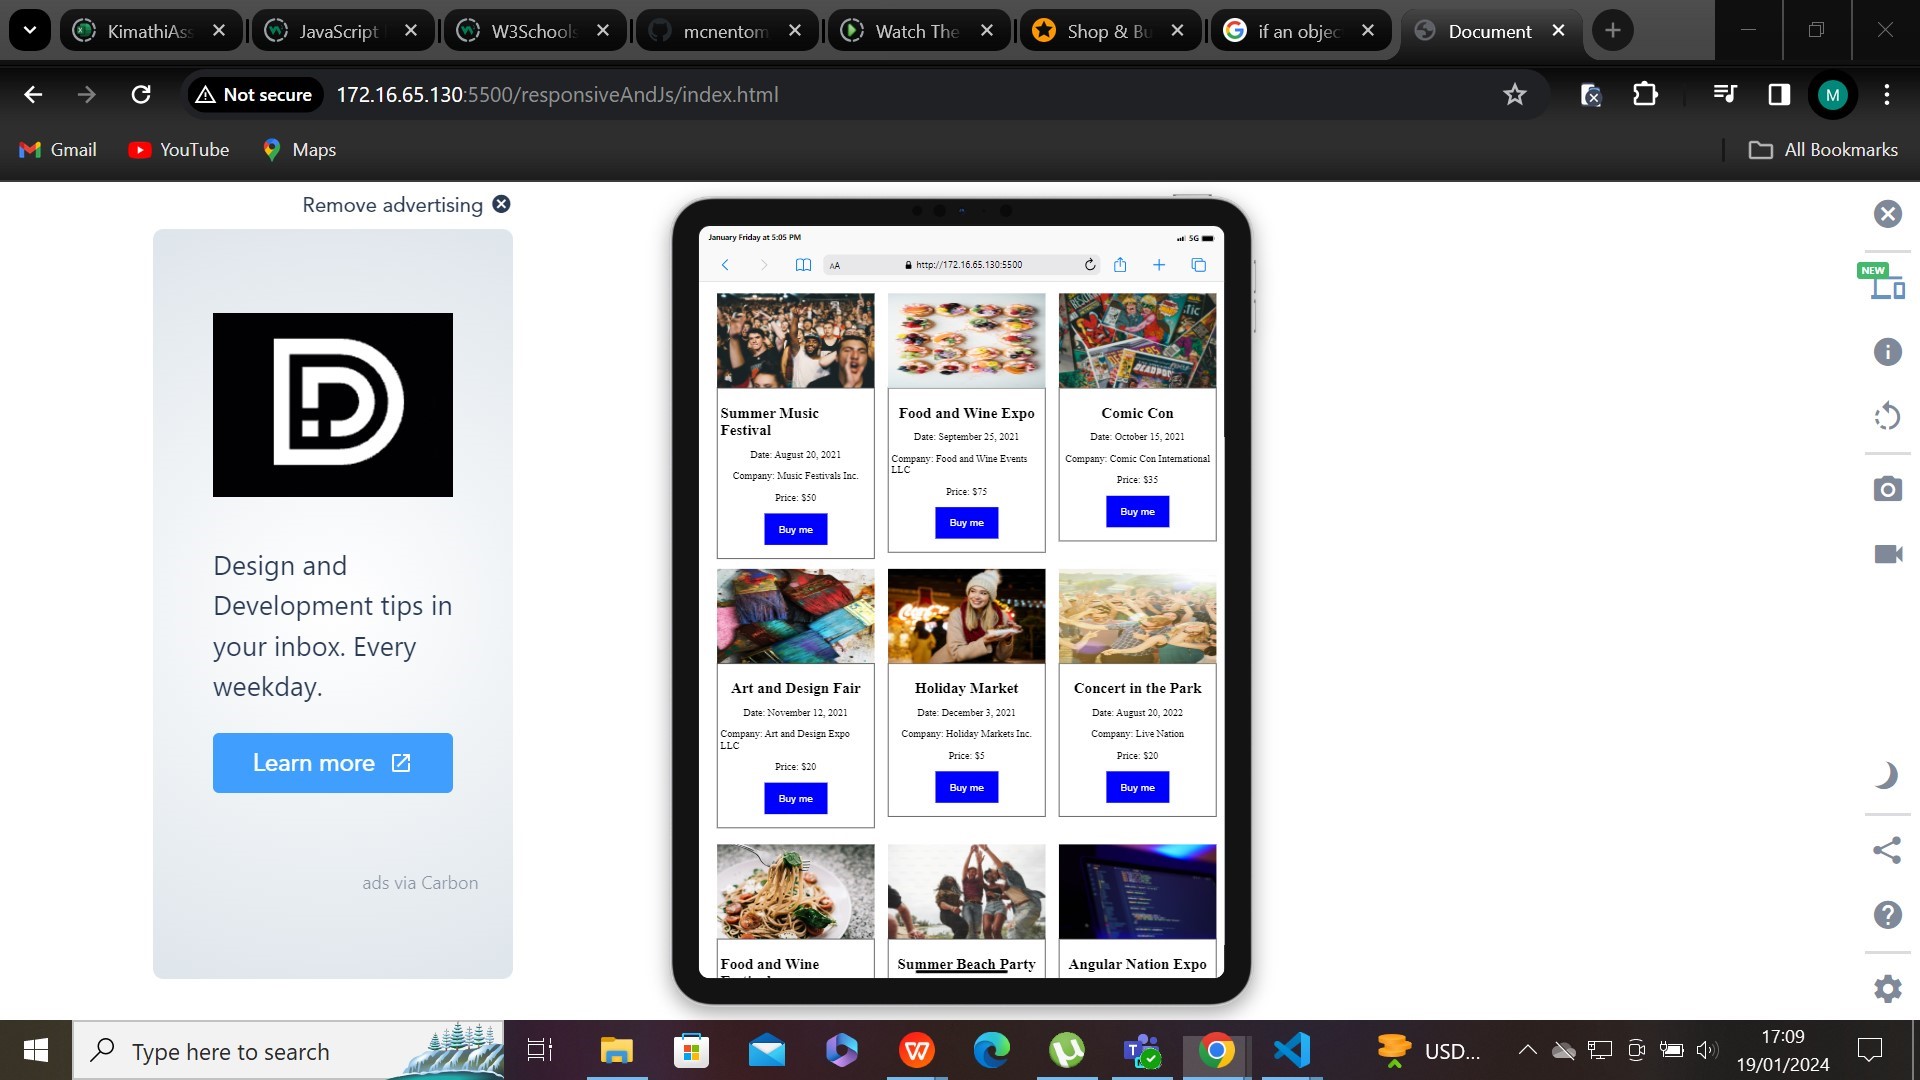 KimathiAss
JavaScript
W3Schools
mcnentom
Watch The
Shop & Bu
if an objec
Document
Not secure
172.16.65.130:5500/responsiveAndJs/index.html
M
Gmail
YouTube
Maps
All Bookmarks
Remove advertising
Design and
Development tips in
your inbox. Every
weekday.
Learn more
ads via Carbon
January Friday at 5:05 PM
5G
AA
http://172.16.65.130:5500
Summer Music
Festival
Date: August 20, 2021
Company: Music Festivals Inc.
Price: $50
Buy me
Food and Wine Expo
Date: September 25, 2021
Company: Food and Wine Events
LLC
Price: $75
Buy me
Comic Con
Date: October 15, 2021
Company: Comic Con International
Price: $35
Buy me
Art and Design Fair
Date: November 12, 2021
Company: Art and Design Expo
LLC
Price: $20
Buy me
Holiday Market
Date: December 3, 2021
Company: Holiday Markets Inc.
Price: $5
Buy me
Concert in the Park
Date: August 20, 2022
Company: Live Nation
Price: $20
Buy me
Food and Wine
Summer Beach Party
Angular Nation Expo
NEW
Type here to search
USD...
17:09
19/01/2024